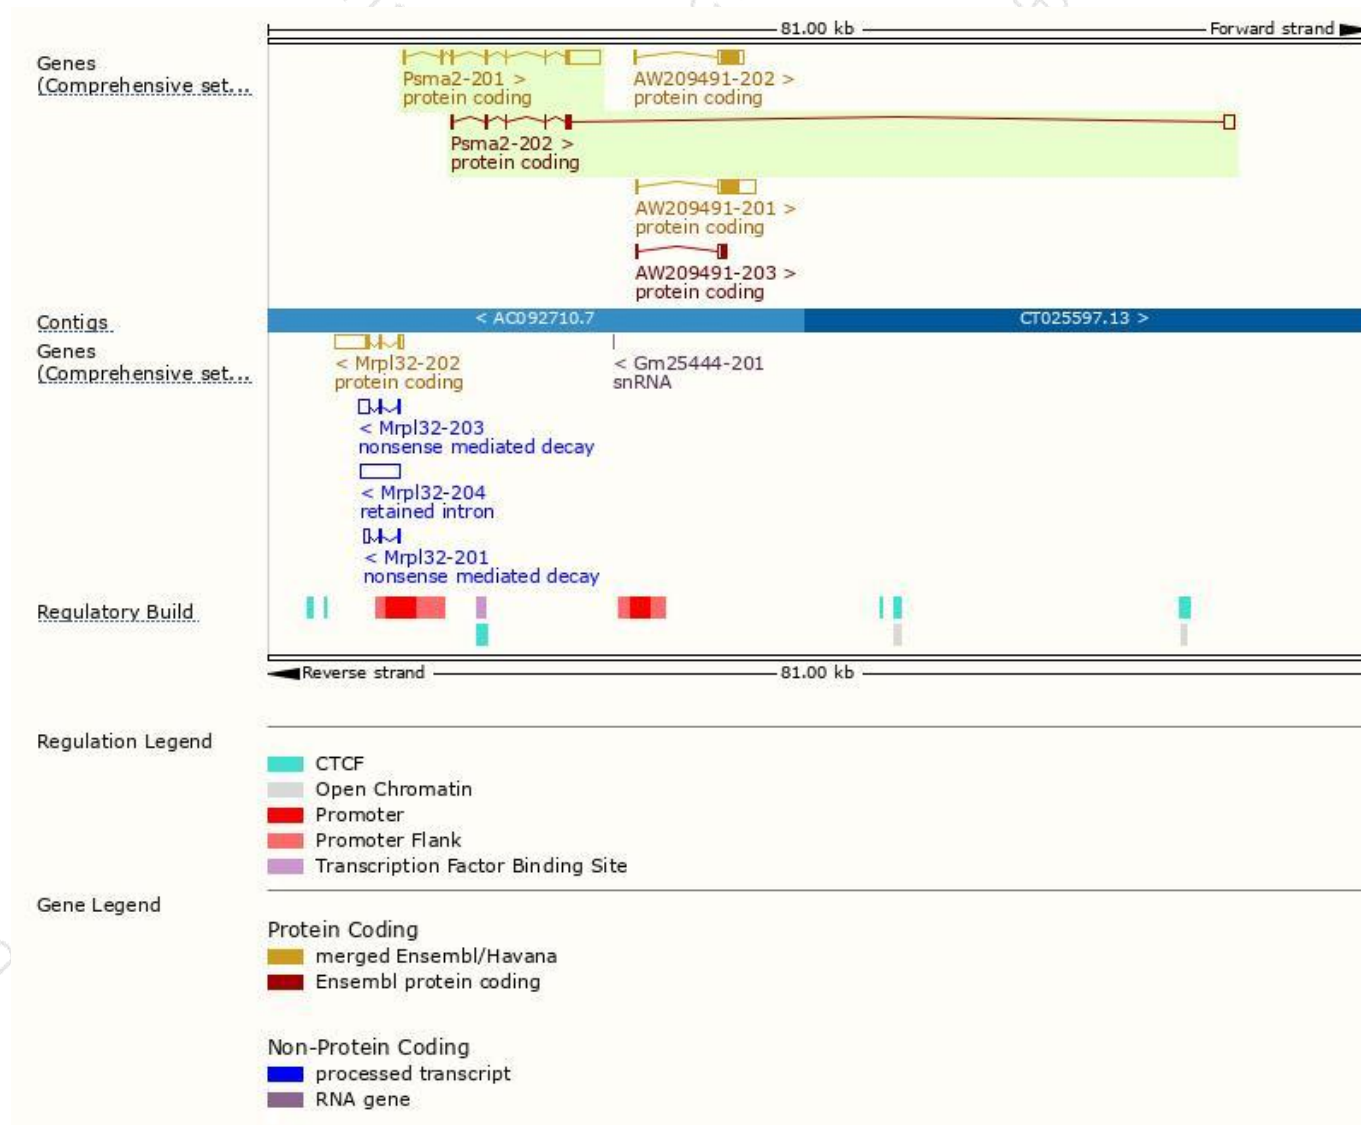 81.00 kb
Forward strand
Genes
(Comprehensive set...
Psma2-201 >
protein coding
AW209491-202 >
protein coding
Psma2-202 >
protein coding
AW209491-201 >
protein coding
AW209491-203 >
protein coding
Contigs
< AC092710.7
CT025597.13 >
Genes
(Comprehensive set...
< Mrpl32-202
protein coding
< Gm25444-201
snRNA
< Mrpl32-203
nonsense mediated decay
< Mrpl32-204
retained intron
< Mrpl32-201
nonsense mediated decay
Regulatory Build
Reverse strand
81.00 kb
Regulation Legend
CTCF
Open Chromatin
Promoter
Promoter Flank
Transcription Factor Binding Site
Gene Legend
Protein Coding
merged Ensembl/Havana
Ensembl protein coding
Non-Protein Coding
processed transcript
RNA gene